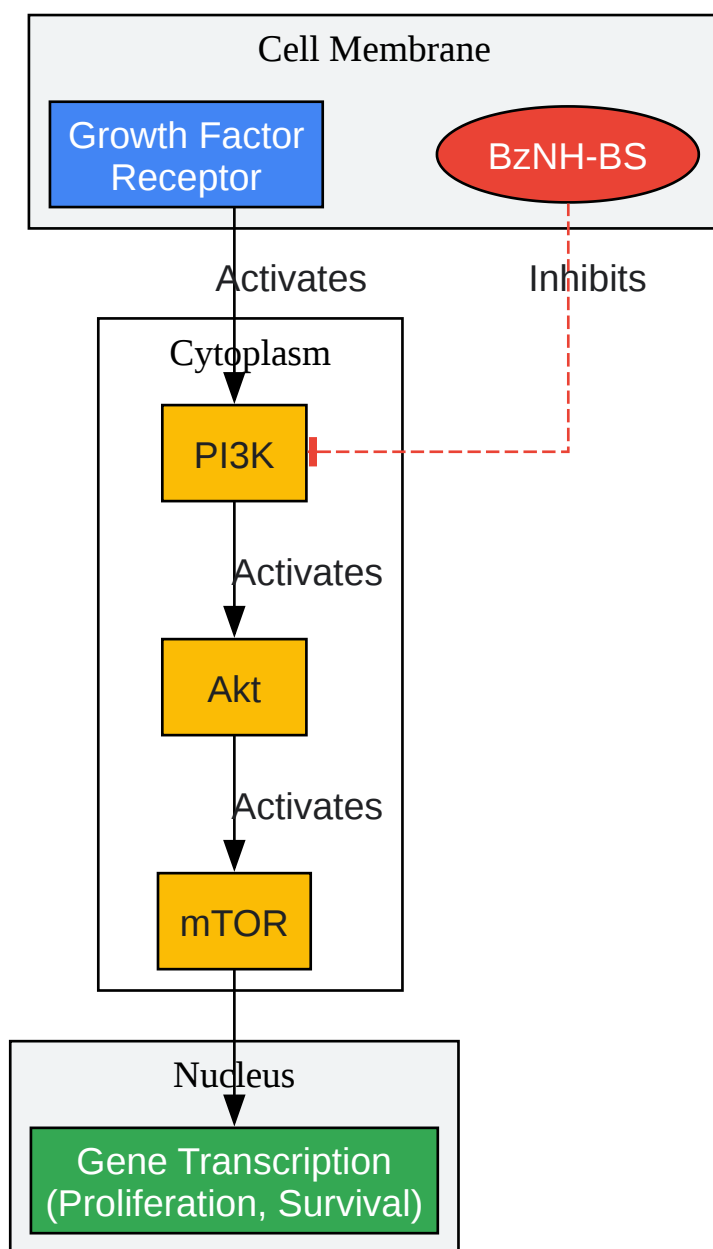 Cell Membrane
Growth Factor
Receptor
BzNH-BS
Activates
Inhibits
Cytoplasm
PI3K
Activates
Akt
Activates
mTOR
Nucleus
Gene Transcription
(Proliferation, Survival)